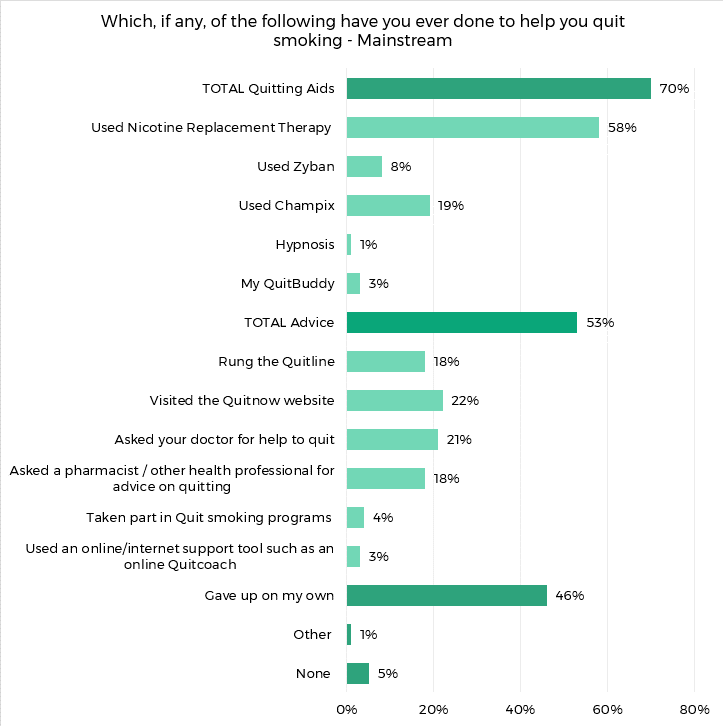 Which, if any, of the following have you ever done to help you quit
smoking - Mainstream
TOTAL Quitting Aids 70%
Used Nicotine Replacement Therapy 58%
Used Zyban 8%
Used Champix 19%
Hypnosis 1%
My QuitBuddy 3%
TOTAL Advice 53%
Rung the Quitline 18%
Visited the Quitnow website 22%
Asked your doctor for help to quit 21%
Asked a pharmacist / other health professional for
advice on quitting 18%
Taken part in Quit smoking programs 4%
Used an online/internet support tool such as an
online Quitcoach 3%
Gave up on my own 46%
Other 1%
None 5%
0% 20% 40% 60% 80%